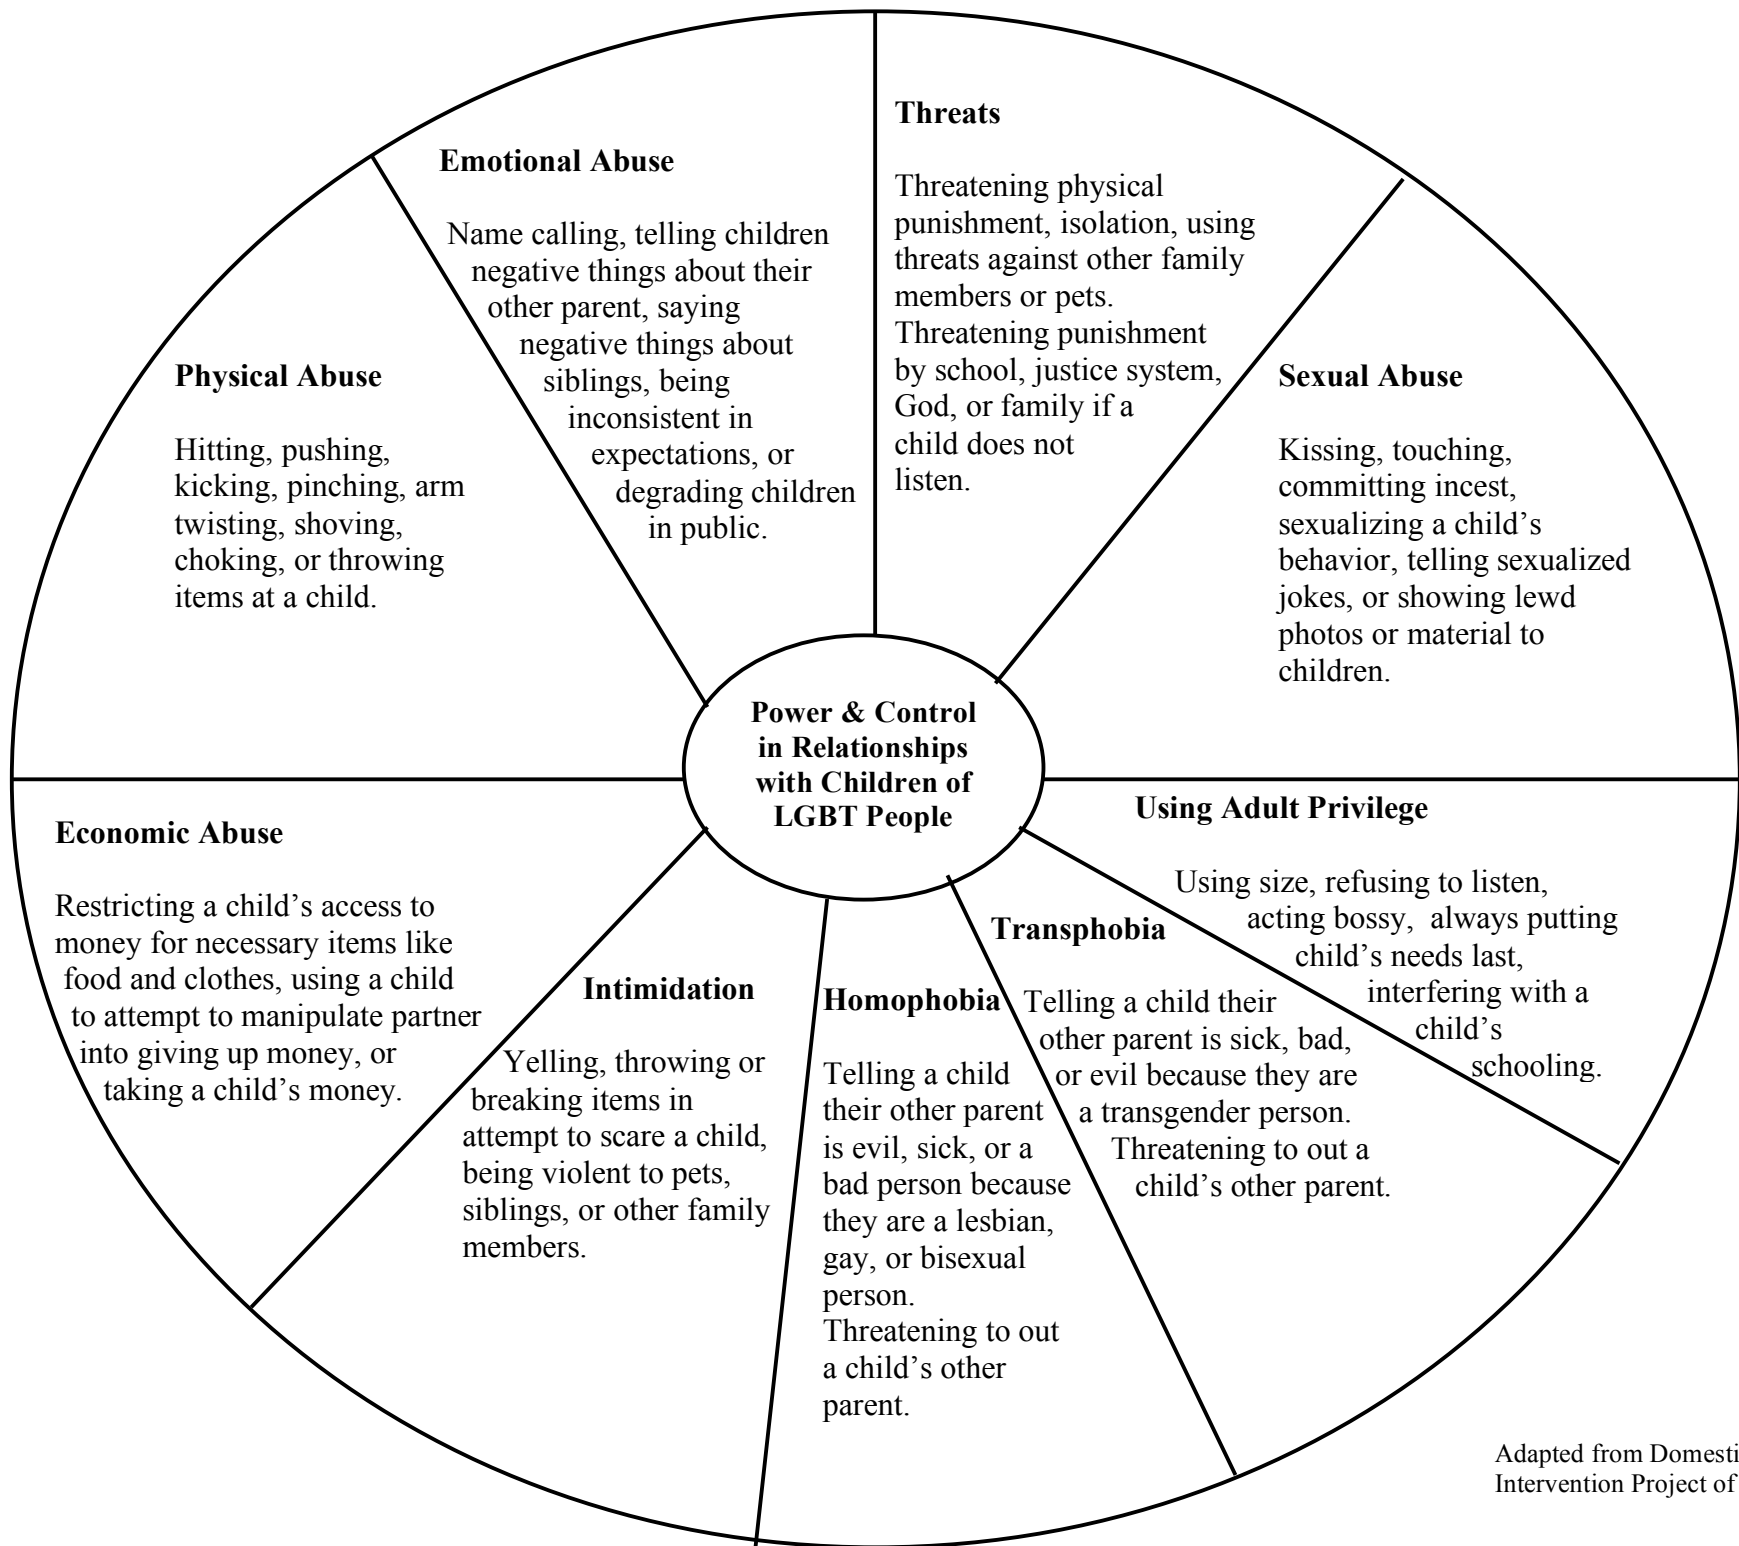 Threats
Threatening physical
punishment, isolation, using
threats against other family
members or pets.
Threatening punishment
by school, justice system,
God, or family if a
child does not
listen.
Emotional Abuse
Name calling, telling children
negative things about their
other parent, saying
negative things about
siblings, being
inconsistent in
expectations, or
degrading children
in public.
Physical Abuse
Hitting, pushing,
kicking, pinching, arm
twisting, shoving,
choking, or throwing
items at a child.
Sexual Abuse
Kissing, touching,
committing incest,
sexualizing a child’s
behavior, telling sexualized
jokes, or showing lewd
photos or material to
children.
Power & Control
in Relationships
with Children of
LGBT People
Using Adult Privilege
Using size, refusing to listen,
acting bossy, always putting
child’s needs last,
interfering with a
child’s
schooling.
Economic Abuse
Restricting a child’s access to
money for necessary items like
food and clothes, using a child
to attempt to manipulate partner
into giving up money, or
taking a child’s money.
Intimidation
Yelling, throwing or
breaking items in
attempt to scare a child,
being violent to pets,
siblings, or other family
members.
Homophobia
Telling a child
their other parent
is evil, sick, or a
bad person because
they are a lesbian,
gay, or bisexual
person.
Threatening to out
a child’s other
parent.
Transphobia
Telling a child their
other parent is sick, bad,
or evil because they are
a transgender person.
Threatening to out a
child’s other parent.
Adapted from Domesti
Intervention Project of